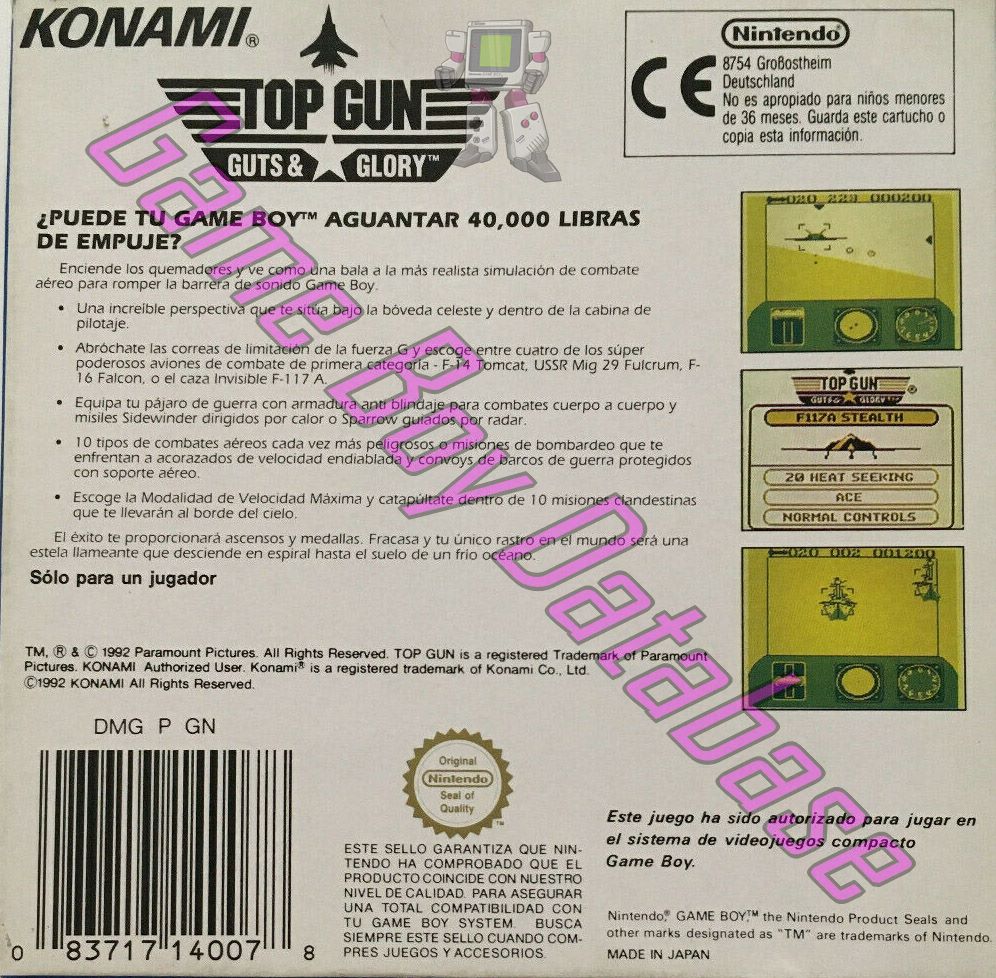 KONAMI®
TOP GUN
GUTS & GLORY™
Nintendo®
CE
8754 Großostheim
Deutschland
No es apropiado para niños menores
de 36 meses. Guarda este cartucho o
copia esta información.
¿PUEDE TU GAME BOY™ AGUANTAR 40,000 LIBRAS
DE EMPUJE?
Enciende los quemadores y ve como una bala a la más realista simulación de combate
aéreo para romper la barrera de sonido Game Boy.
• Una increíble perspectiva que te sitúa bajo la bóveda celeste y dentro de la cabina de
pilotaje.
• Abróchate las correas de limitación de la fuerza G y escoge entre cuatro de los súper
poderosos aviones de combate de primera categoría - F-14 Tomcat, USSR Mig 29 Fulcrum, F-
16 Falcon, o el caza Invisible F-117 A.
• Equipa tu pájaro de guerra con armadura anti blindaje para combates cuerpo a cuerpo y
misiles Sidewinder dirigidos por calor o Sparrow guiados por radar.
• 10 tipos de combates aéreos cada vez más peligrosos o misiones de bombardeo que te
enfrentan a acorazados de velocidad endiablada y convoys de barcos de guerra protegidos
con soporte aéreo.
• Escoge la Modalidad de Velocidad Máxima y catapúltate dentro de 10 misiones clandestinas
que te llevarán al borde del cielo.
El éxito te proporcionará ascensos y medallas. Fracasa y tu único rastro en el mundo será una
estela llameante que desciende en espiral hasta el suelo de un frío océano.
Sólo para un jugador
020 229 000200
TOP GUN®
GUTS & GLORY™
F117A STEALTH
20 HEAT SEEKING
ACE
NORMAL CONTROLS
020 002 001200
TM, ® & © 1992 Paramount Pictures. All Rights Reserved. TOP GUN is a registered Trademark of Paramount
Pictures. KONAMI Authorized User. Konami® is a registered trademark of Konami Co., Ltd.
©1992 KONAMI All Rights Reserved.
DMG P GN
0 83717 14007 8
Original
Nintendo
Seal of
Quality
™
ESTE SELLO GARANTIZA QUE NIN-
TENDO HA COMPROBADO QUE EL
PRODUCTO COINCIDE CON NUESTRO
NIVEL DE CALIDAD. PARA ASEGURAR
UNA TOTAL COMPATIBILIDAD CON
TU GAME BOY SYSTEM. BUSCA
SIEMPRE ESTE SELLO CUANDO COM-
PRES JUEGOS Y ACCESORIOS.
Este juego ha sido autorizado para jugar en
el sistema de videojuegos compacto
Game Boy.
Nintendo,® GAME BOY,™ the Nintendo Product Seals and
other marks designated as "TM" are trademarks of Nintendo.
MADE IN JAPAN
Game Boy Database